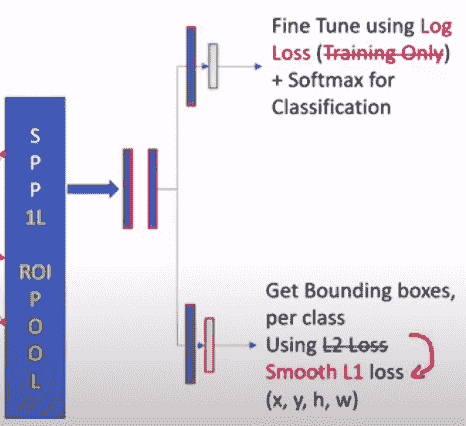 Fine Tune using Log
Loss (Training Only)
+ Softmax for
Classification
S
P
P
1L
ROI
P
O
O
L
Get Bounding boxes,
per class
Using L2 Loss
Smooth L1 loss
(x, y, h, w)